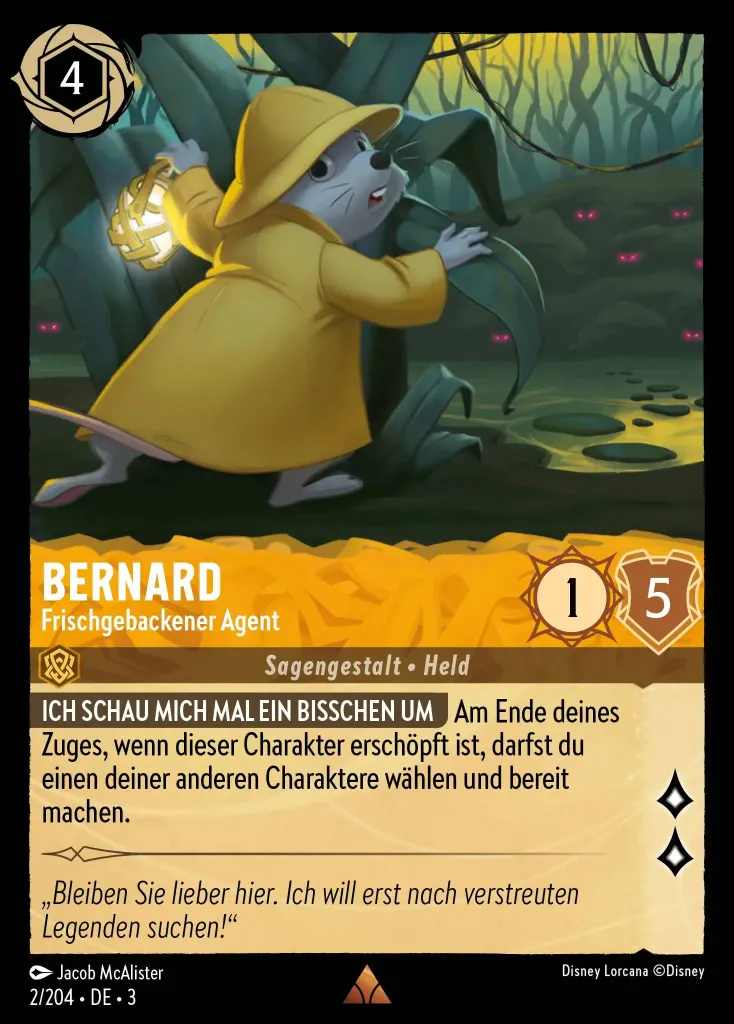 4
BERNARD
Frischgebackener Agent
1
5
Sagengestalt • Held
ICH SCHAU MICH MAL EIN BISSCHEN UM Am Ende deines
Zuges, wenn dieser Charakter erschöpft ist, darfst du
einen deiner anderen Charaktere wählen und bereit
machen.
„Bleiben Sie lieber hier. Ich will erst nach verstreuten
Legenden suchen!“
Jacob McAlister
Disney Lorcana ©Disney
2/204 • DE • 3